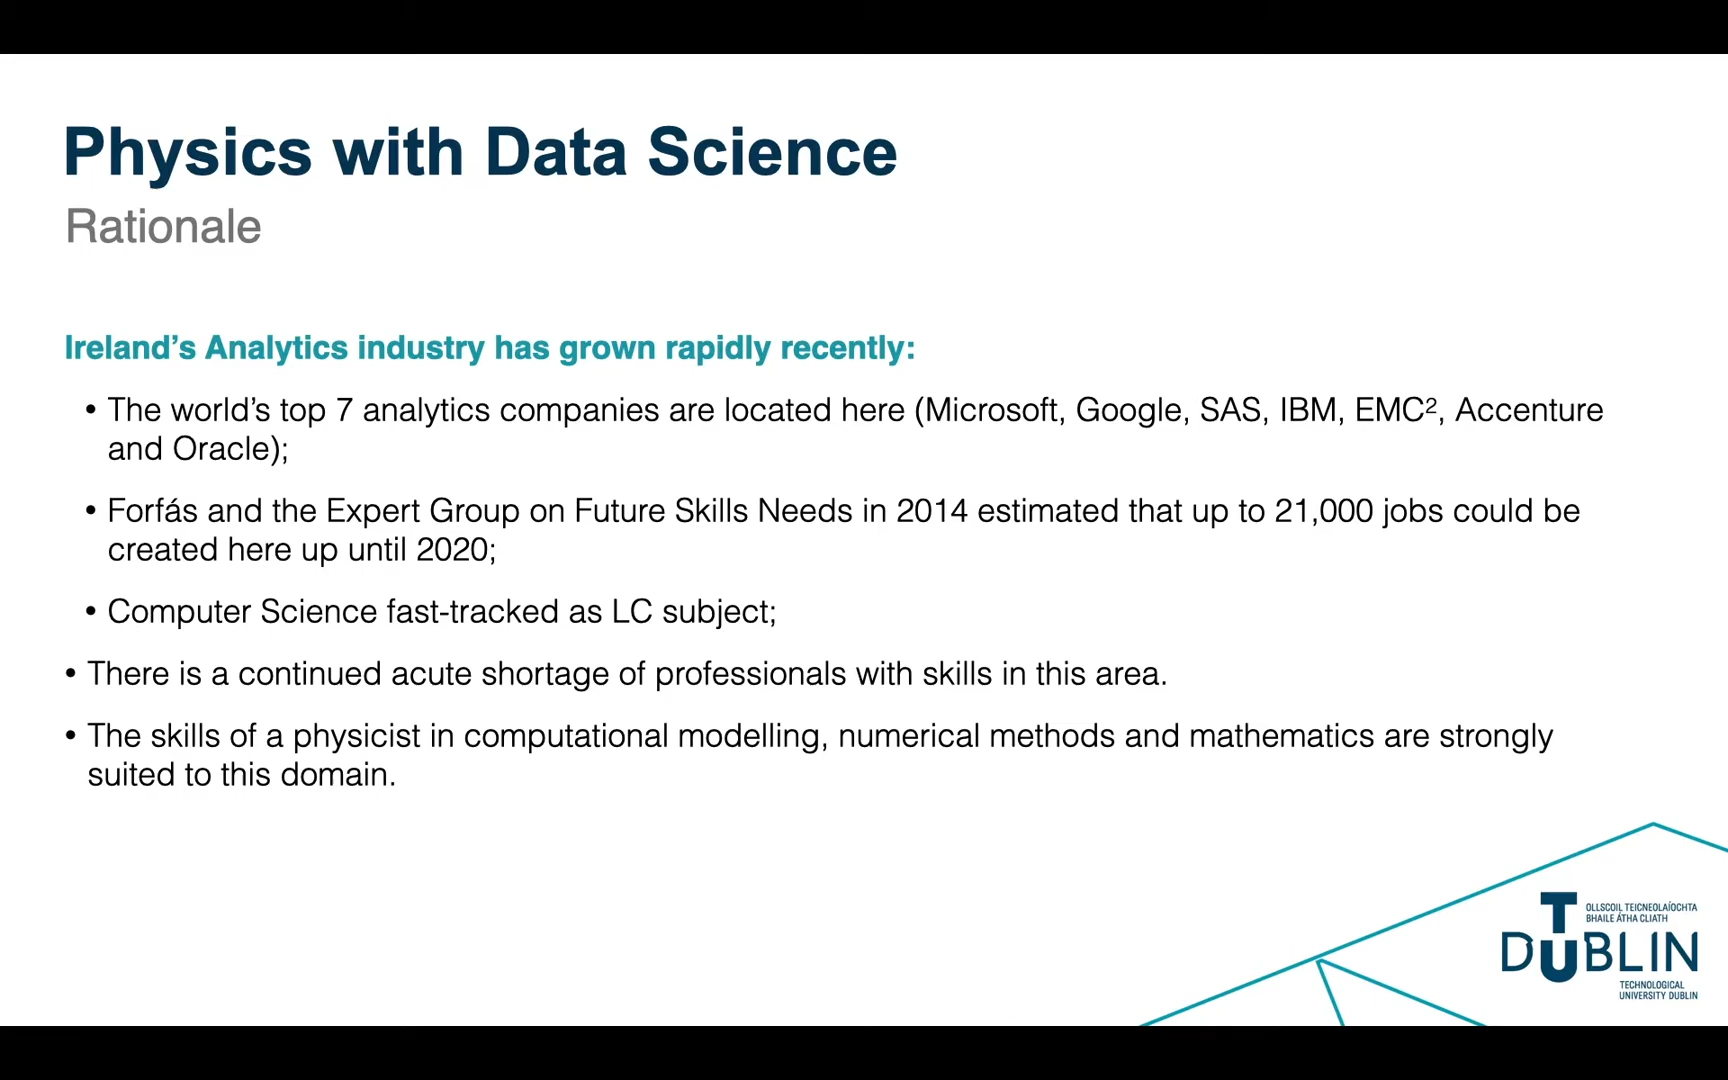 Physics with Data Science
Rationale
Ireland’s Analytics industry has grown rapidly recently:
• The world’s top 7 analytics companies are located here (Microsoft, Google, SAS, IBM, EMC², Accenture
and Oracle);
• Forfás and the Expert Group on Future Skills Needs in 2014 estimated that up to 21,000 jobs could be
created here up until 2020;
• Computer Science fast-tracked as LC subject;
• There is a continued acute shortage of professionals with skills in this area.
• The skills of a physicist in computational modelling, numerical methods and mathematics are strongly
suited to this domain.
OLLSCOIL TEICNEOLAÍOCHTA
BHAILE ÁTHA CLIATH
TU DUBLIN
TECHNOLOGICAL
UNIVERSITY DUBLIN